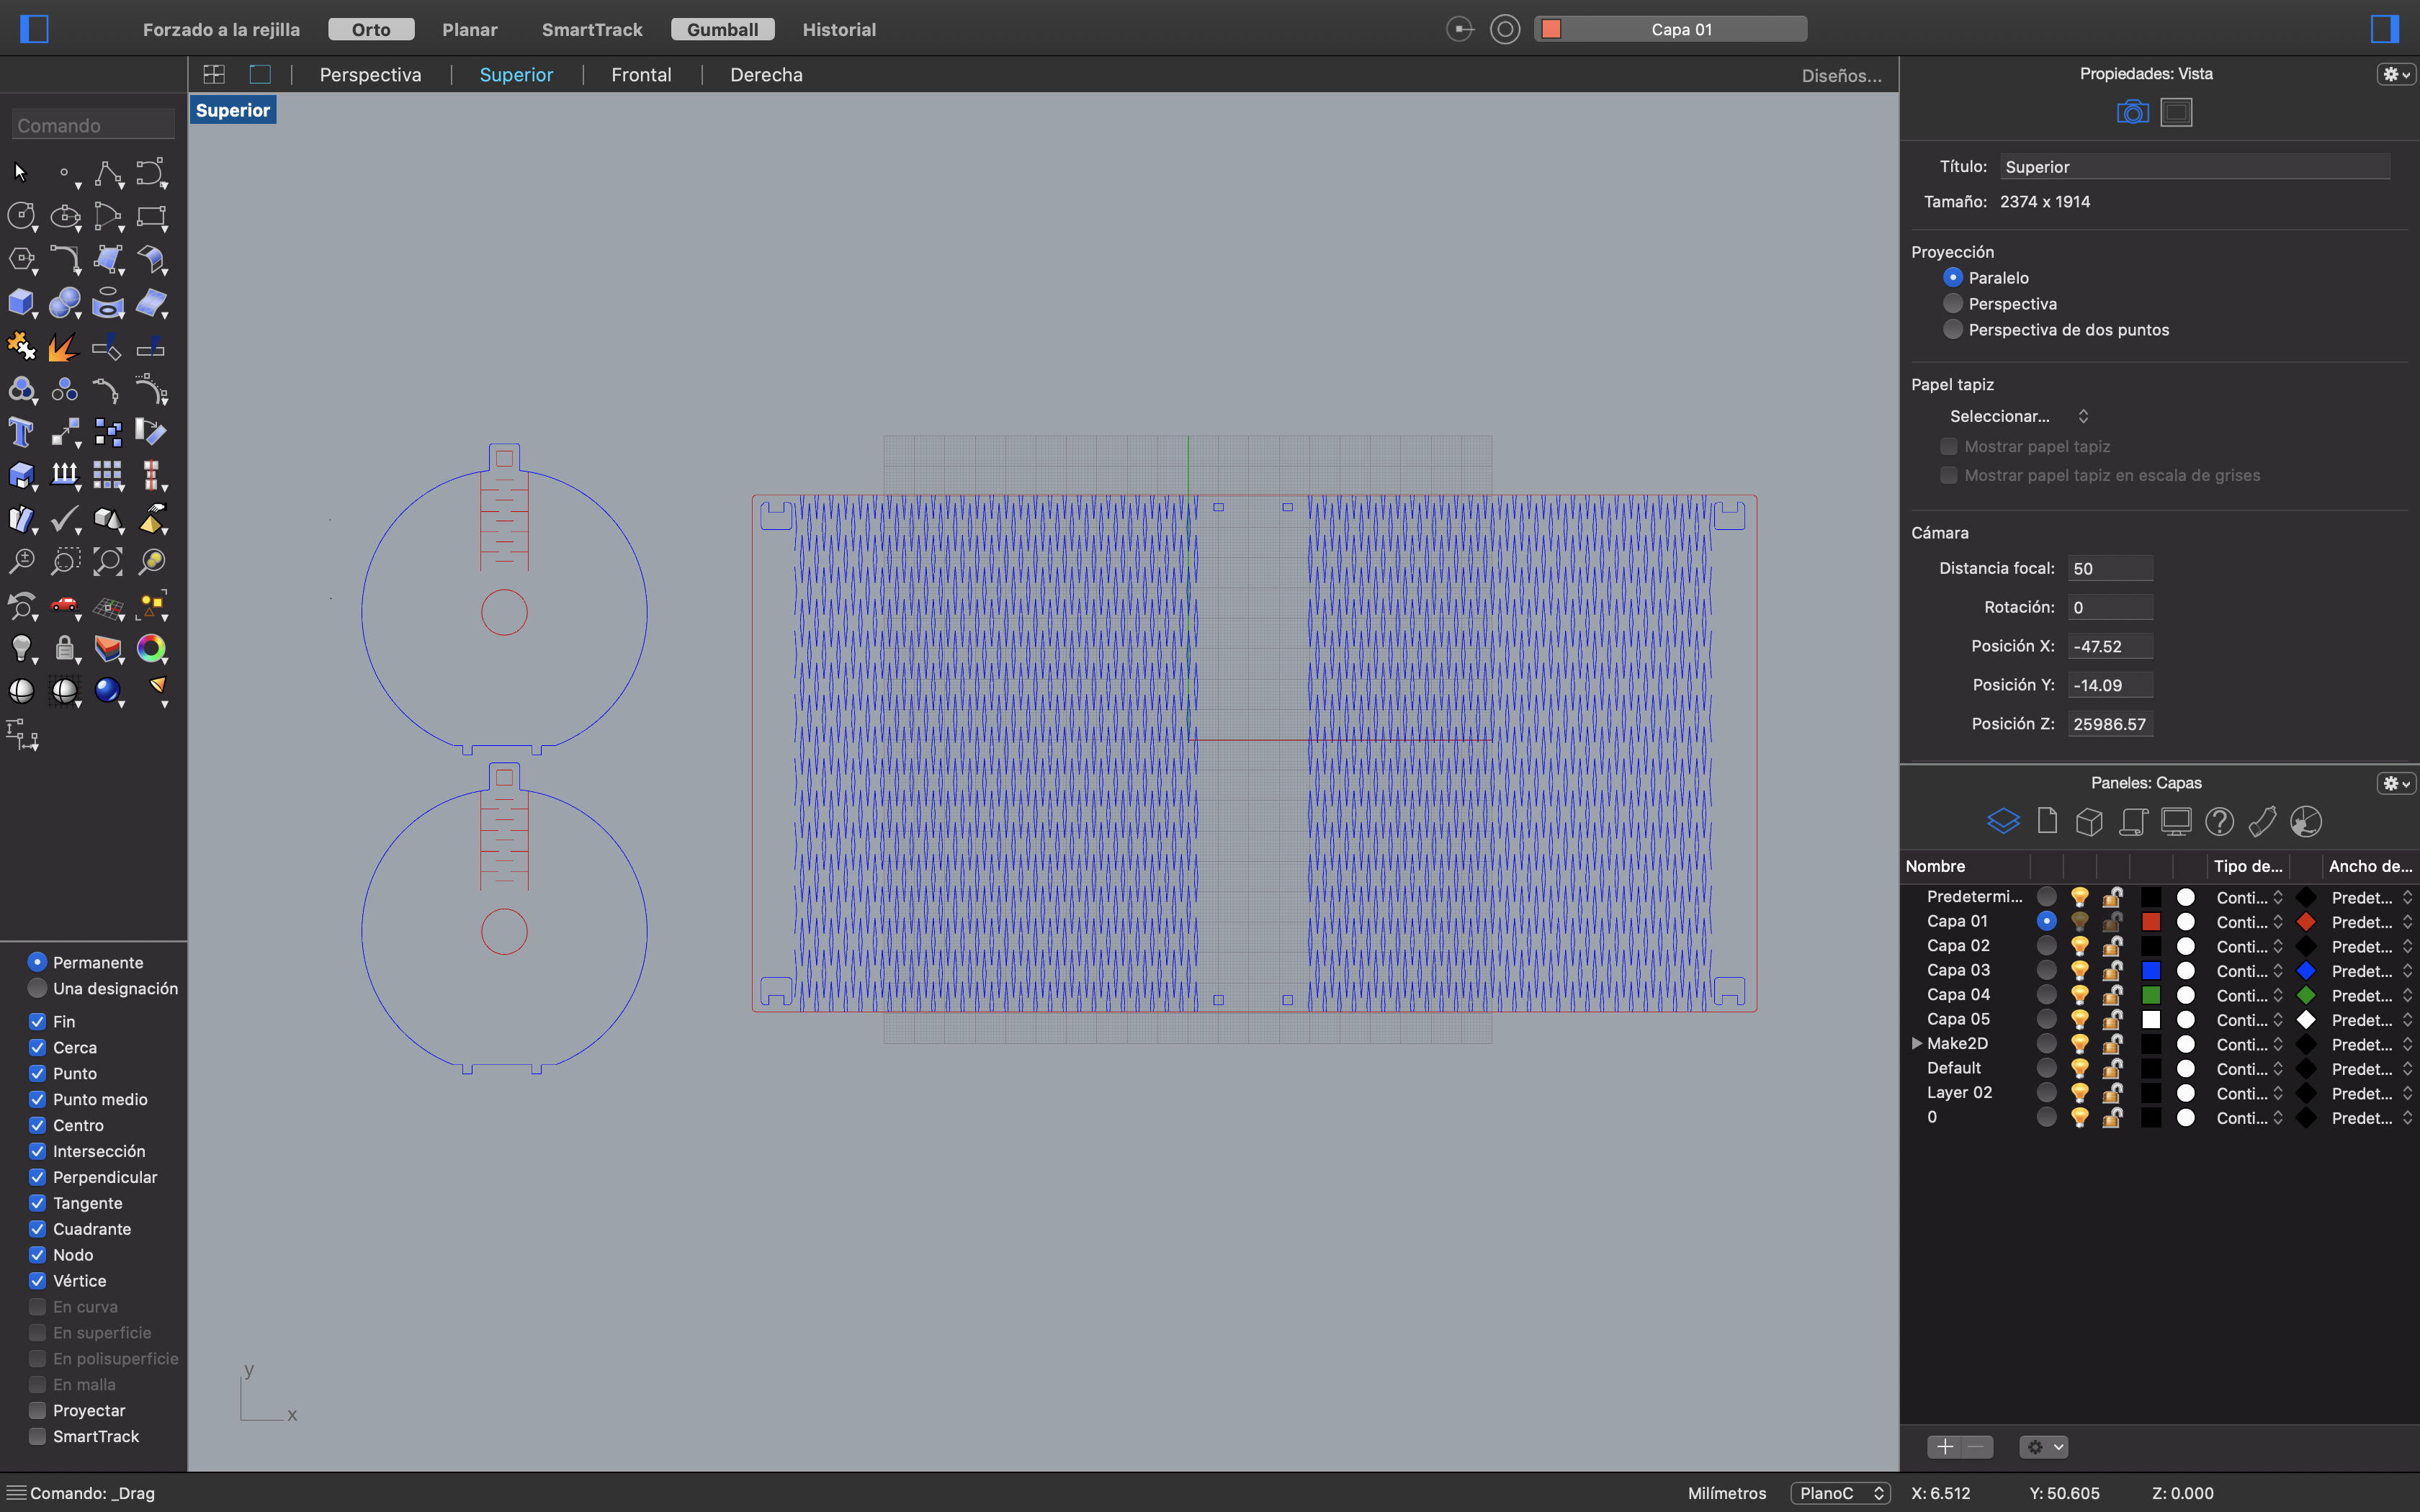 Forzado a la rejilla Orto Planar SmartTrack Gumball Historial Capa 01
Perspectiva Superior Frontal Derecha Diseños...
Superior
Comando
Permanente
Una designación
Fin
Cerca
Punto
Punto medio
Centro
Intersección
Perpendicular
Tangente
Cuadrante
Nodo
Vértice
En curva
En superficie
En polisuperficie
En malla
Proyectar
SmartTrack
y
x
Propiedades: Vista
Título: Superior
Tamaño: 2374 x 1914
Proyección
Paralelo
Perspectiva
Perspectiva de dos puntos
Papel tapiz
Seleccionar...
Mostrar papel tapiz
Mostrar papel tapiz en escala de grises
Cámara
Distancia focal: 50
Rotación: 0
Posición X: -47.52
Posición Y: -14.09
Posición Z: 25986.57
Paneles: Capas
Nombre Tipo de... Ancho de...
Predetermi... Conti... Predet...
Capa 01 Conti... Predet...
Capa 02 Conti... Predet...
Capa 03 Conti... Predet...
Capa 04 Conti... Predet...
Capa 05 Conti... Predet...
Make2D Conti... Predet...
Default Conti... Predet...
Layer 02 Conti... Predet...
0 Conti... Predet...
Comando: _Drag Milímetros PlanoC X: 6.512 Y: 50.605 Z: 0.000